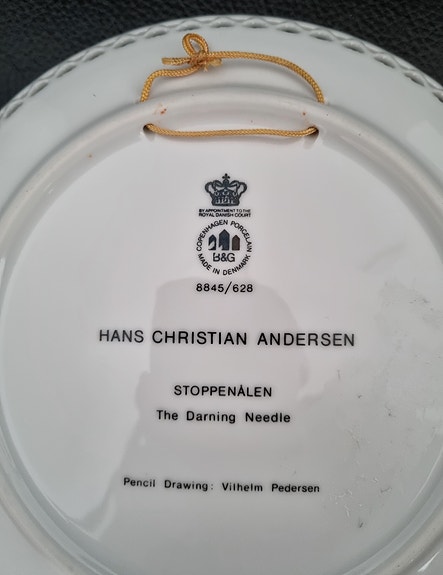 BY APPOINTMENT TO THE
ROYAL DANISH COURT
COPENHAGEN PORCELAIN
B&G
MADE IN DENMARK
8845/628
HANS CHRISTIAN ANDERSEN
STOPPENÅLEN
The Darning Needle
Pencil Drawing: Vilhelm Pedersen